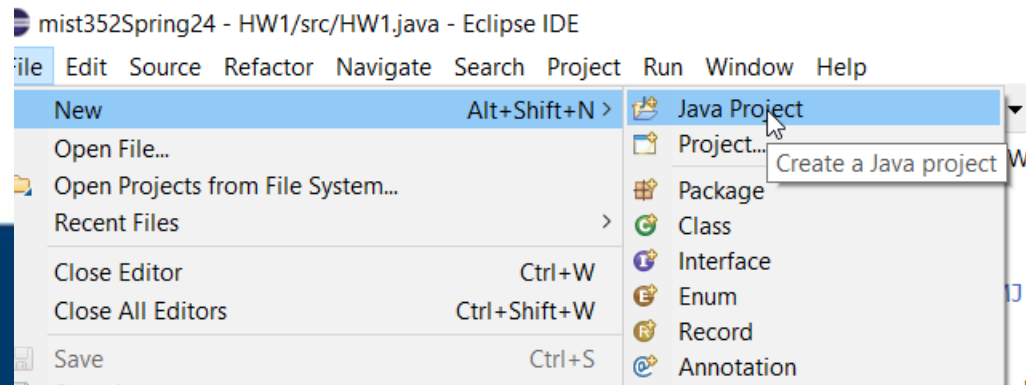 mist352Spring24 - HW1/src/HW1.java - Eclipse IDE
File Edit Source Refactor Navigate Search Project Run Window Help
New Alt+Shift+N >
Open File...
Open Projects from File System...
Recent Files >
Close Editor Ctrl+W
Close All Editors Ctrl+Shift+W
Save Ctrl+S
Java Project
Project...
Create a Java project
Package
Class
Interface
Enum
Record
Annotation